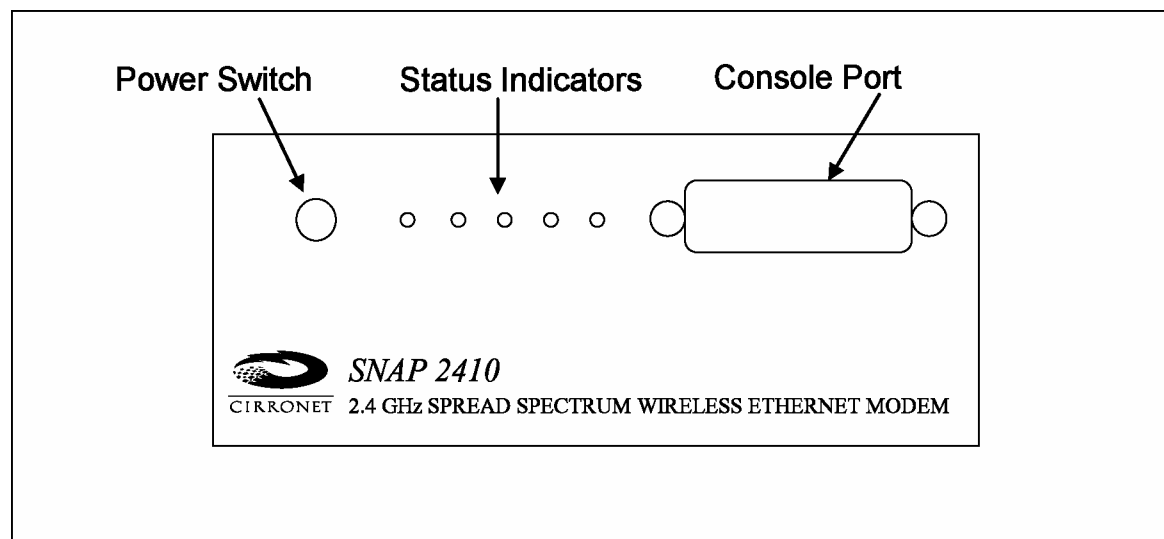 Power Switch Status Indicators Console Port
SNAP 2410
CIRRONET 2.4 GHz SPREAD SPECTRUM WIRELESS ETHERNET MODEM